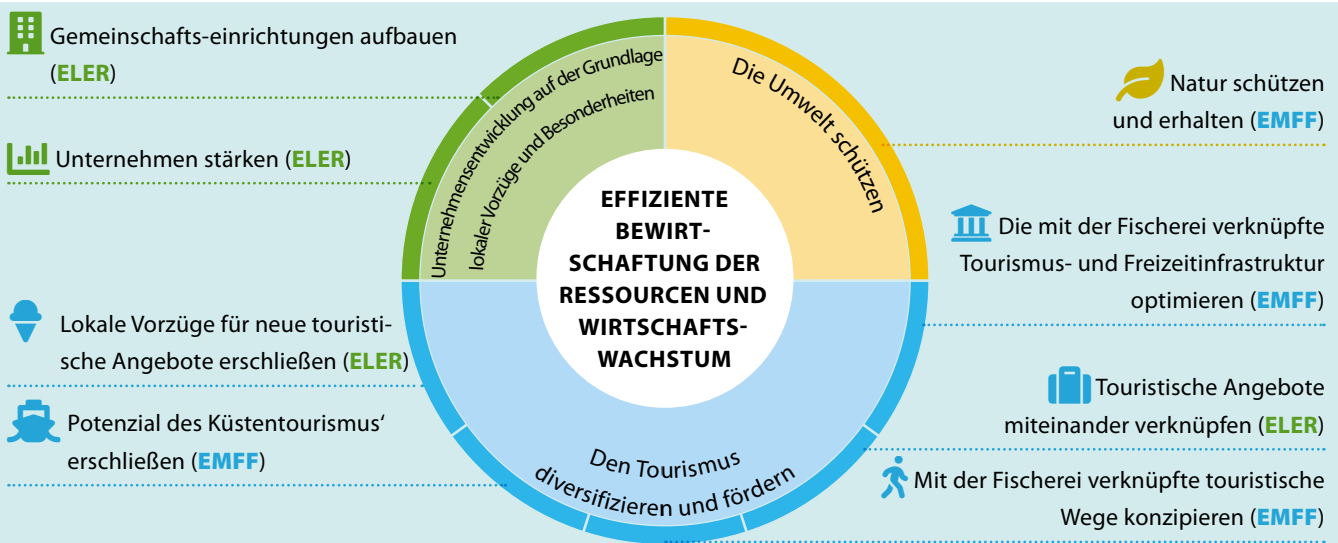 Gemeinschafts-einrichtungen aufbauen
(ELER)
Unternehmen stärken (ELER)
Lokale Vorzüge für neue touristi-
sche Angebote erschließen (ELER)
Potenzial des Küstentourismus‘
erschließen (EMFF)
Unternehmensentwicklung auf der Grundlage
lokaler Vorzüge und Besonderheiten
Die Umwelt schützen
EFFIZIENTE
BEWIRT-
SCHAFTUNG DER
RESSOURCEN UND
WIRTSCHAFTS-
WACHSTUM
Den Tourismus
diversifizieren und fördern
Natur schützen
und erhalten (EMFF)
Die mit der Fischerei verknüpfte
Tourismus- und Freizeitinfrastruktur
optimieren (EMFF)
Touristische Angebote
miteinander verknüpfen (ELER)
Mit der Fischerei verknüpfte touristische
Wege konzipieren (EMFF)